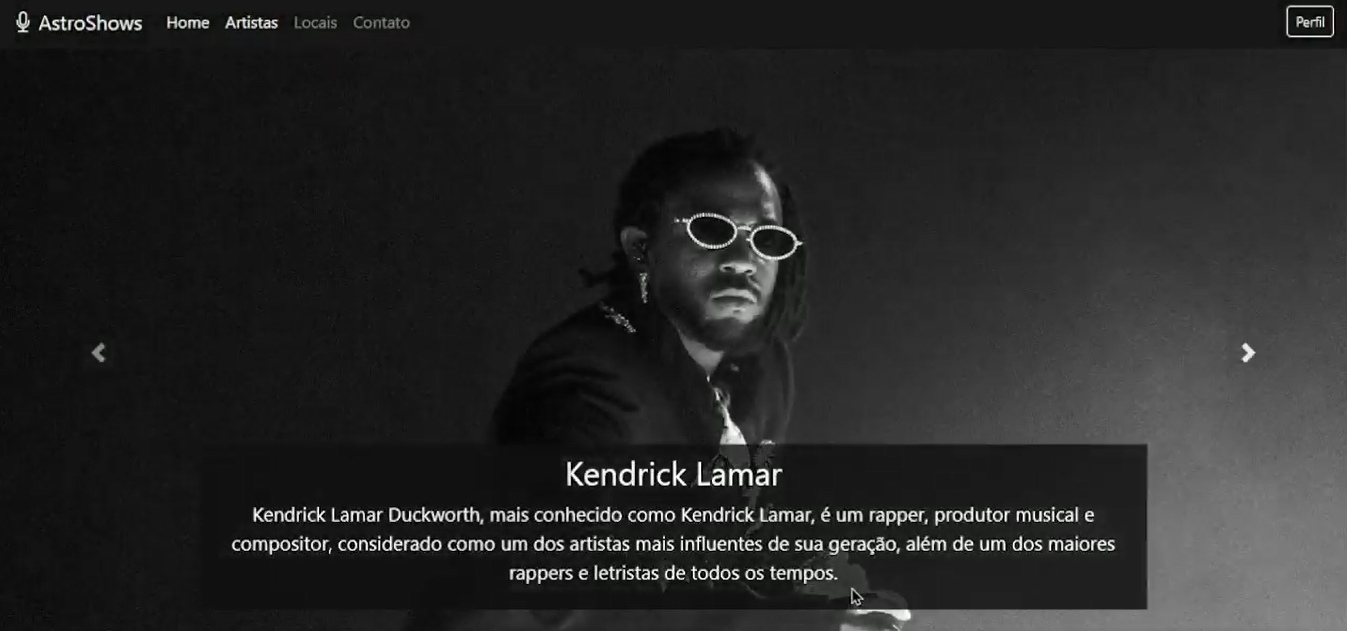 AstroShows Home Artistas Locais Contato Perfil
Kendrick Lamar
Kendrick Lamar Duckworth, mais conhecido como Kendrick Lamar, é um rapper, produtor musical e
compositor, considerado como um dos artistas mais influentes de sua geração, além de um dos maiores
rappers e letristas de todos os tempos.